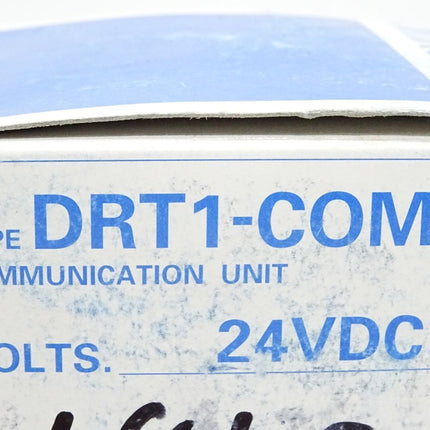 PE DRT1-COM
MMUNICATION UNIT
OLTS. 24VDC